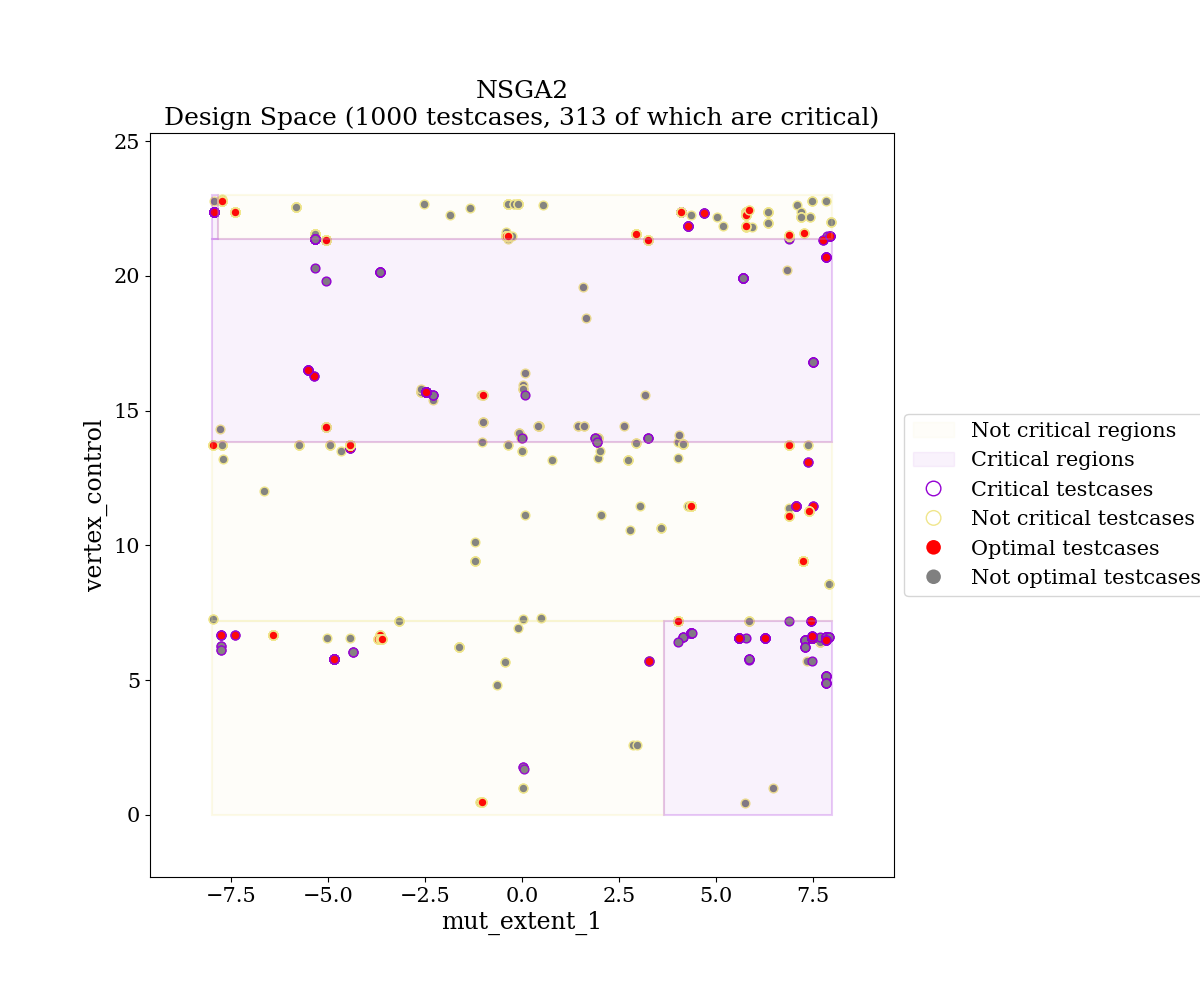 NSGA2
Design Space (1000 testcases, 313 of which are critical)
25
20
15
10
5
0
vertex_control
−7.5
−5.0
−2.5
0.0
2.5
5.0
7.5
mut_extent_1
Not critical regions
Critical regions
Critical testcases
Not critical testcases
Optimal testcases
Not optimal testcases